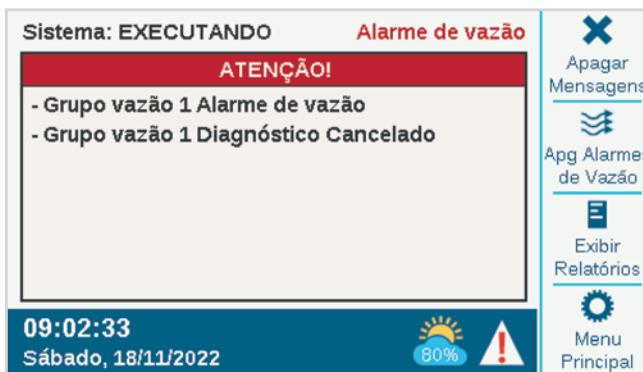 Sistema: EXECUTANDO
Alarme de vazão
ATENÇÃO!
- Grupo vazão 1 Alarme de vazão
- Grupo vazão 1 Diagnóstico Cancelado
09:02:33
Sábado, 18/11/2022
80%
Apagar
Mensagens
Apg Alarmes
de Vazão
Exibir
Relatórios
Menu
Principal